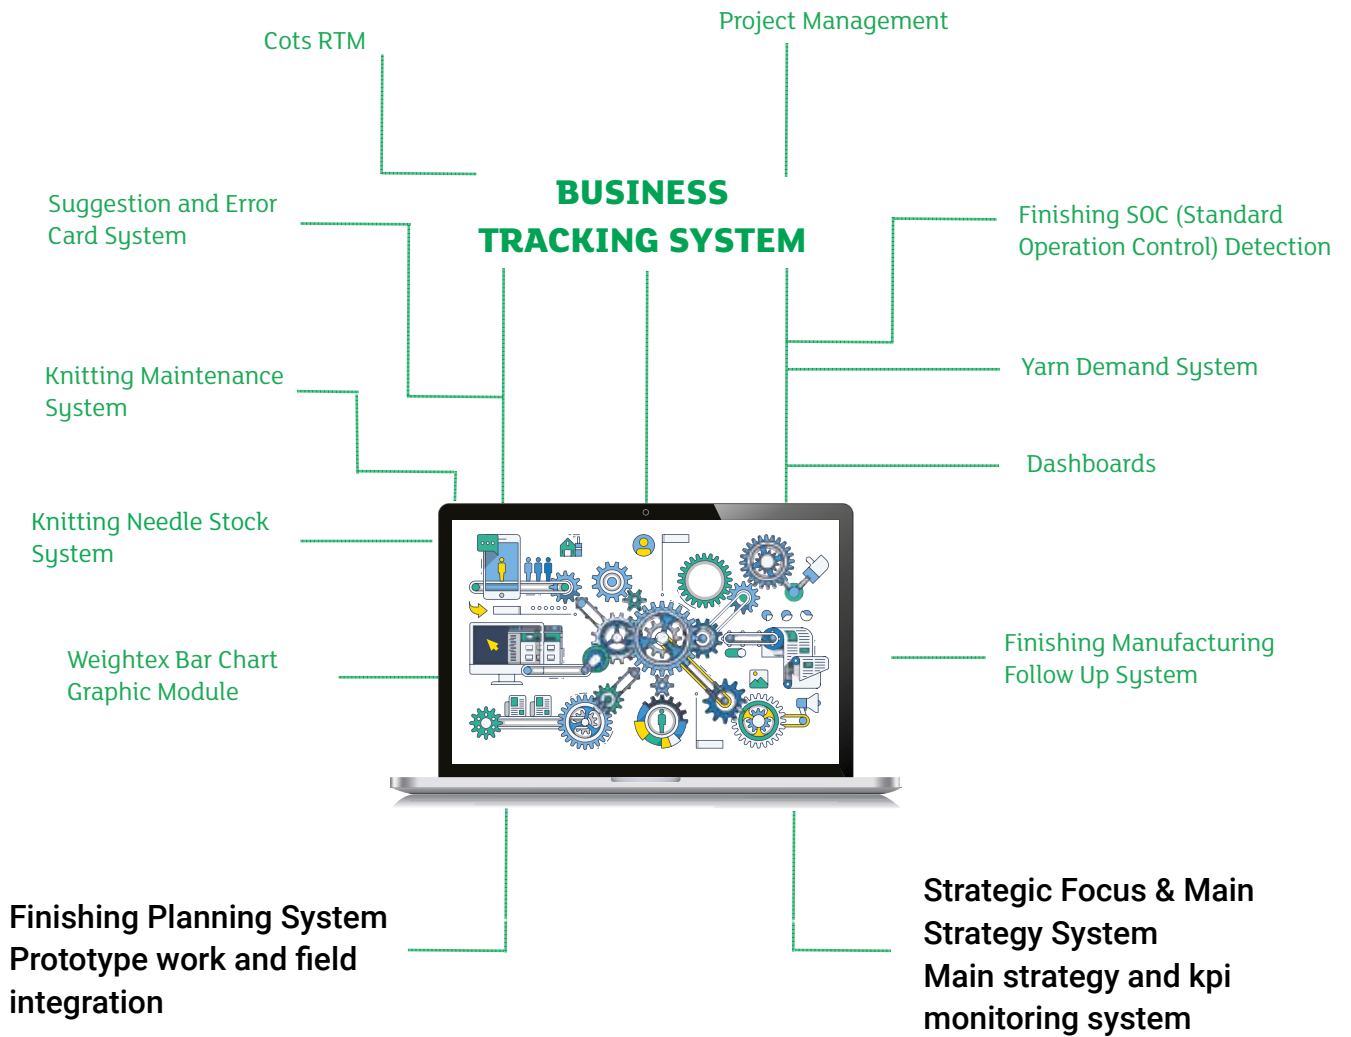 Project Management
Cots RTM
BUSINESS
TRACKING SYSTEM
Suggestion and Error
Card System
Finishing SOC (Standard
Operation Control) Detection
Knitting Maintenance
System
Yarn Demand System
Dashboards
Knitting Needle Stock
System
Weightex Bar Chart
Graphic Module
Finishing Manufacturing
Follow Up System
Finishing Planning System
Prototype work and field
integration
Strategic Focus & Main
Strategy System
Main strategy and kpi
monitoring system